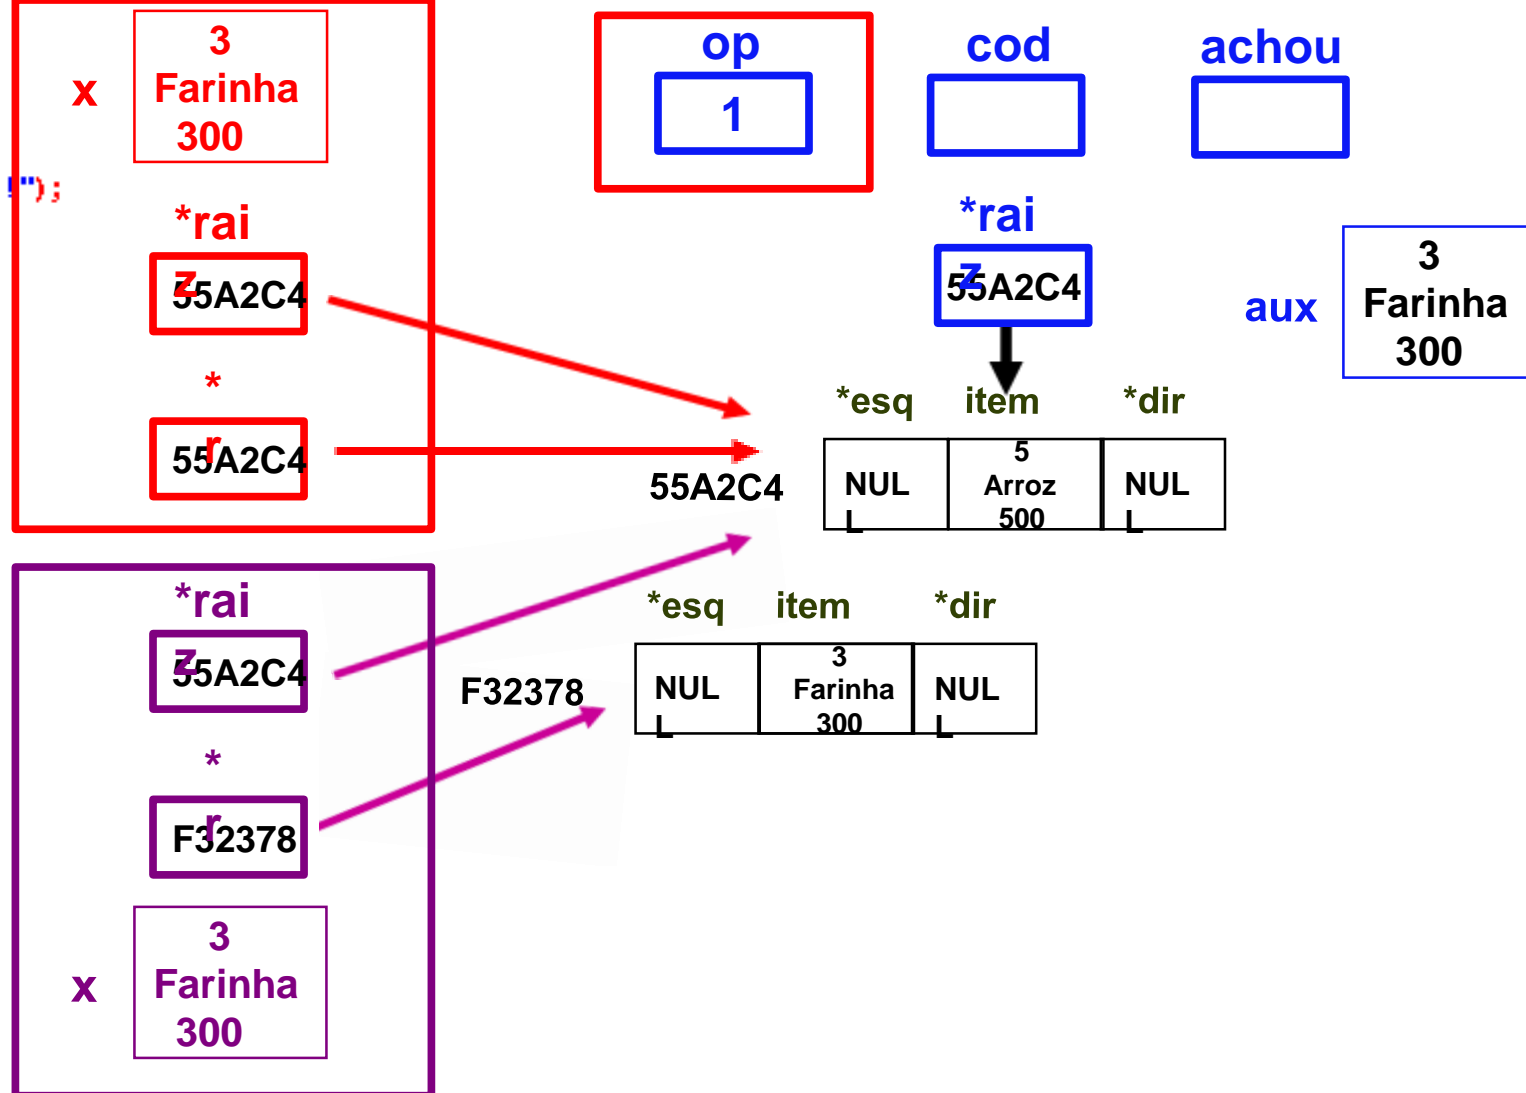 x
3
Farinha
300
!");
*rai
z
55A2C4
*
r
55A2C4
op
1
cod
achou
*rai
z
55A2C4
aux
3
Farinha
300
*esq item *dir
55A2C4
NUL
L
5
Arroz
500
NUL
L
*rai
z
55A2C4
*
r
F32378
x
3
Farinha
300
*esq item *dir
F32378
NUL
L
3
Farinha
300
NUL
L